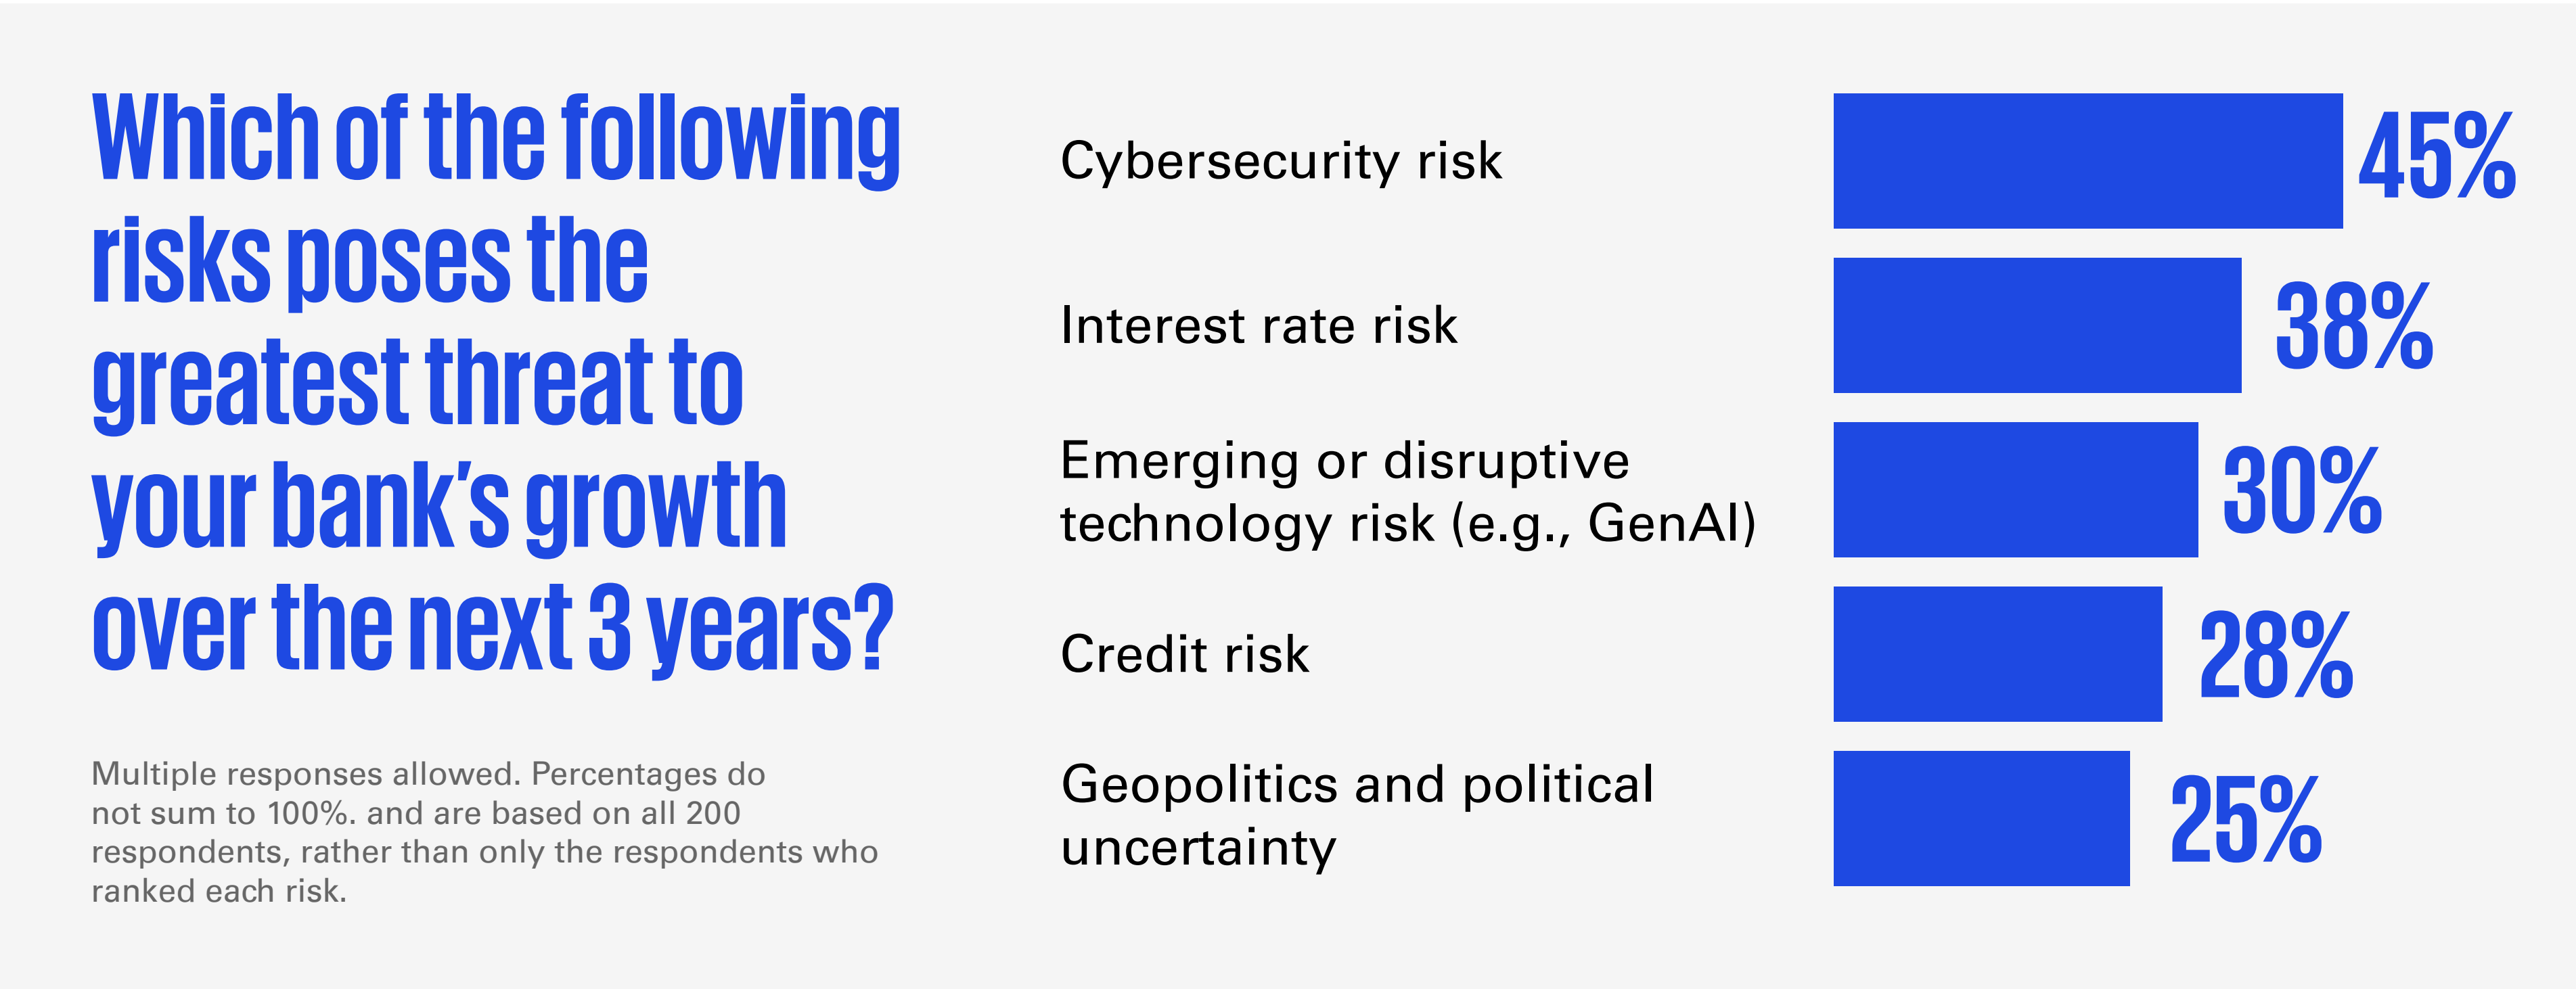 Which of the following
risks poses the
greatest threat to
your bank’s growth
over the next 3 years?
Multiple responses allowed. Percentages do
not sum to 100%. and are based on all 200
respondents, rather than only the respondents who
ranked each risk.
Cybersecurity risk
45%
Interest rate risk
38%
Emerging or disruptive
technology risk (e.g., GenAI)
30%
Credit risk
28%
Geopolitics and political
uncertainty
25%